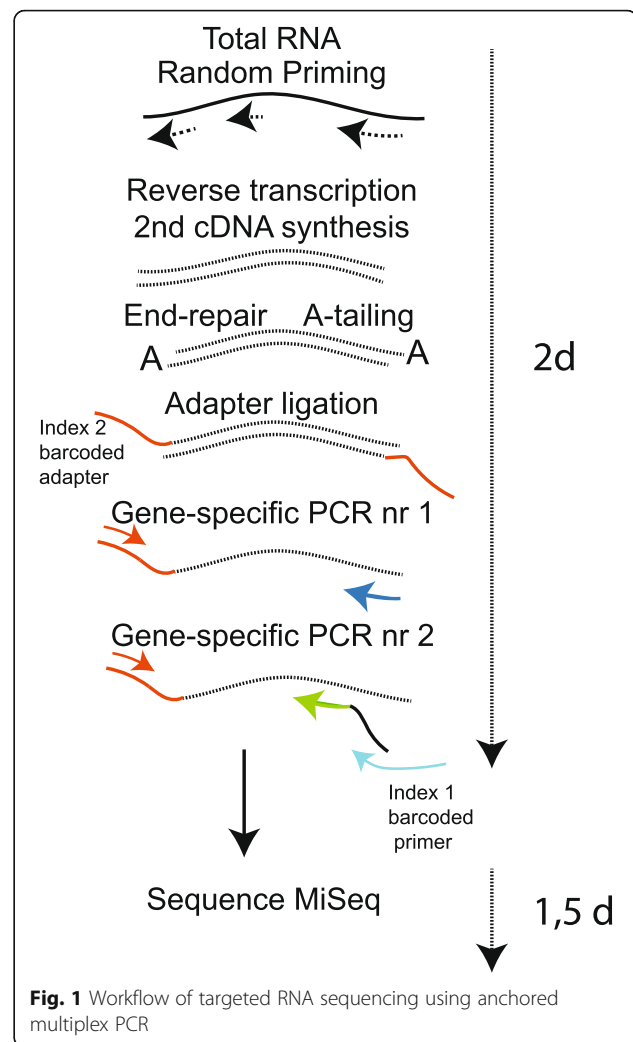 Total RNA
Random Priming
Reverse transcription
2nd cDNA synthesis
End-repair A-tailing
A A
2d
Adapter ligation
Index 2
barcoded
adapter
Gene-specific PCR nr 1
Gene-specific PCR nr 2
Index 1
barcoded
primer
Sequence MiSeq
1,5 d
Fig. 1 Workflow of targeted RNA sequencing using anchored
multiplex PCR